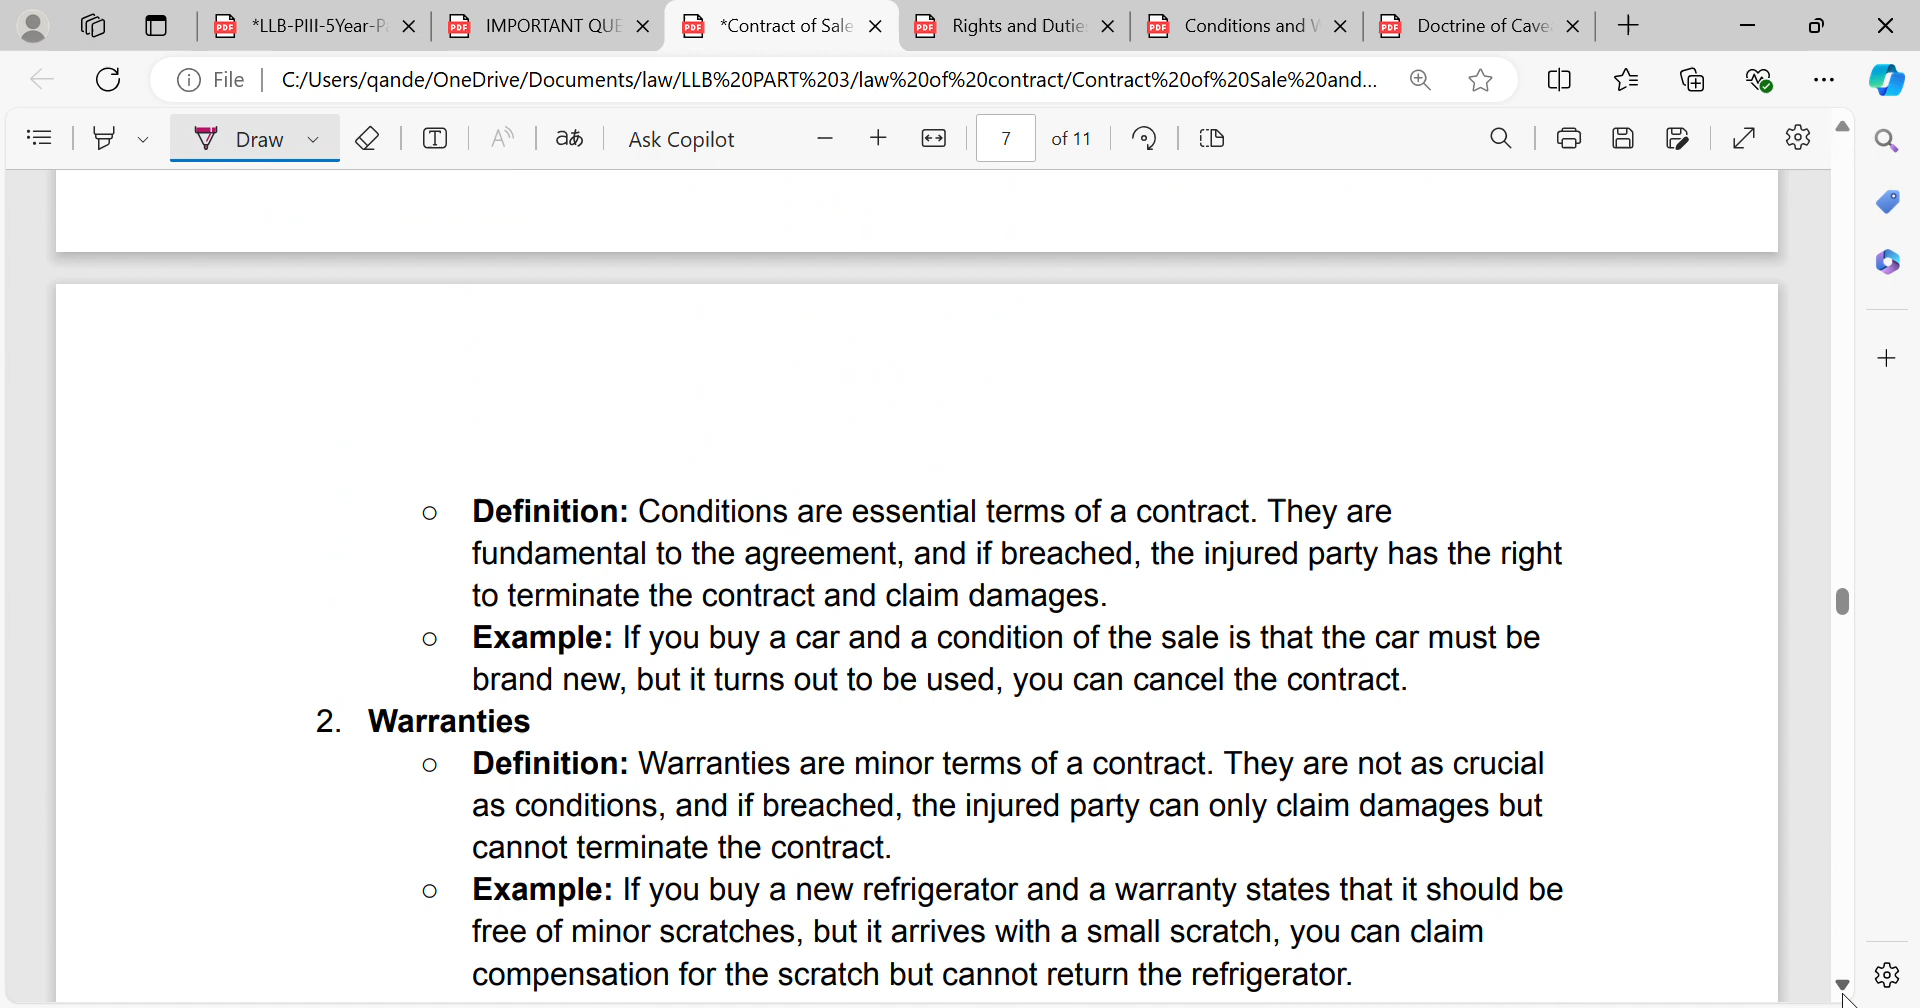 *LLB-PIII-5Year-P
IMPORTANT QUE
*Contract of Sale
Rights and Dutie
Conditions and W
Doctrine of Cave
File
C:/Users/qande/OneDrive/Documents/law/LLB%20PART%203/law%20of%20contract/Contract%20of%20Sale%20and...
Draw
T
aあ
Ask Copilot
7
of 11
○ Definition: Conditions are essential terms of a contract. They are
fundamental to the agreement, and if breached, the injured party has the right
to terminate the contract and claim damages.
○ Example: If you buy a car and a condition of the sale is that the car must be
brand new, but it turns out to be used, you can cancel the contract.
2. Warranties
○ Definition: Warranties are minor terms of a contract. They are not as crucial
as conditions, and if breached, the injured party can only claim damages but
cannot terminate the contract.
○ Example: If you buy a new refrigerator and a warranty states that it should be
free of minor scratches, but it arrives with a small scratch, you can claim
compensation for the scratch but cannot return the refrigerator.